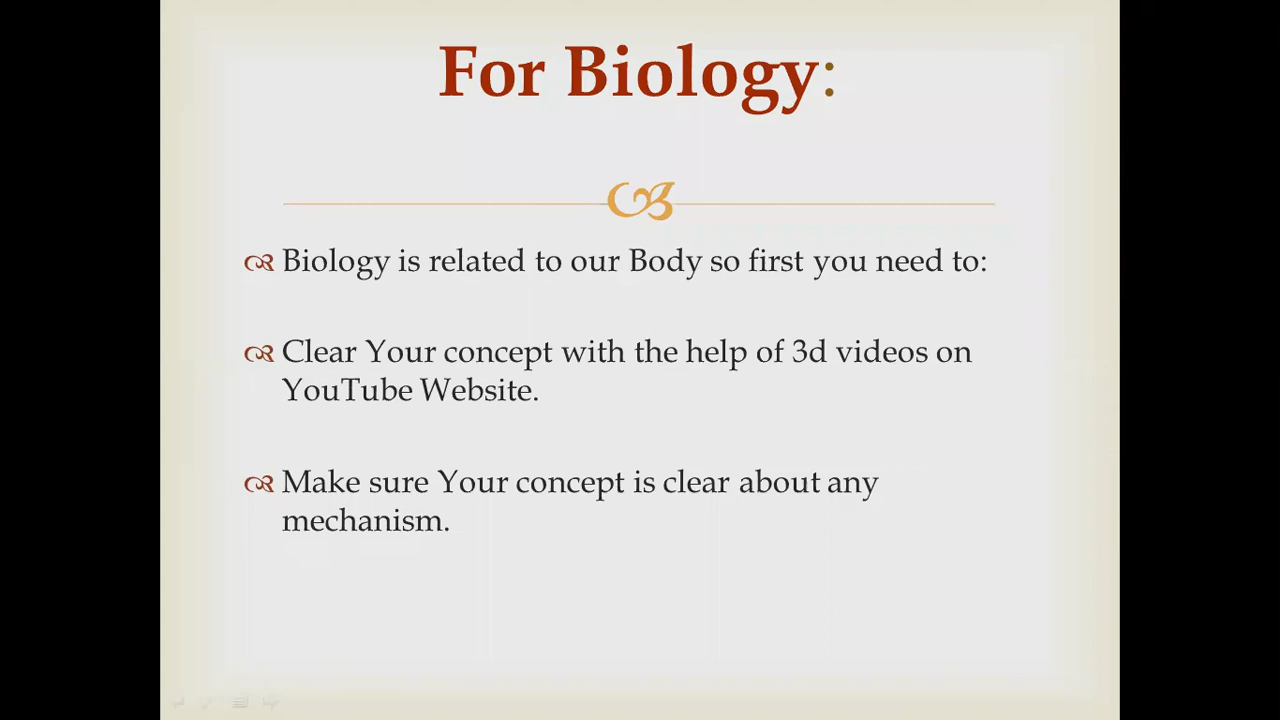 For Biology:
Biology is related to our Body so first you need to:
Clear Your concept with the help of 3d videos on
YouTube Website.
Make sure Your concept is clear about any
mechanism.